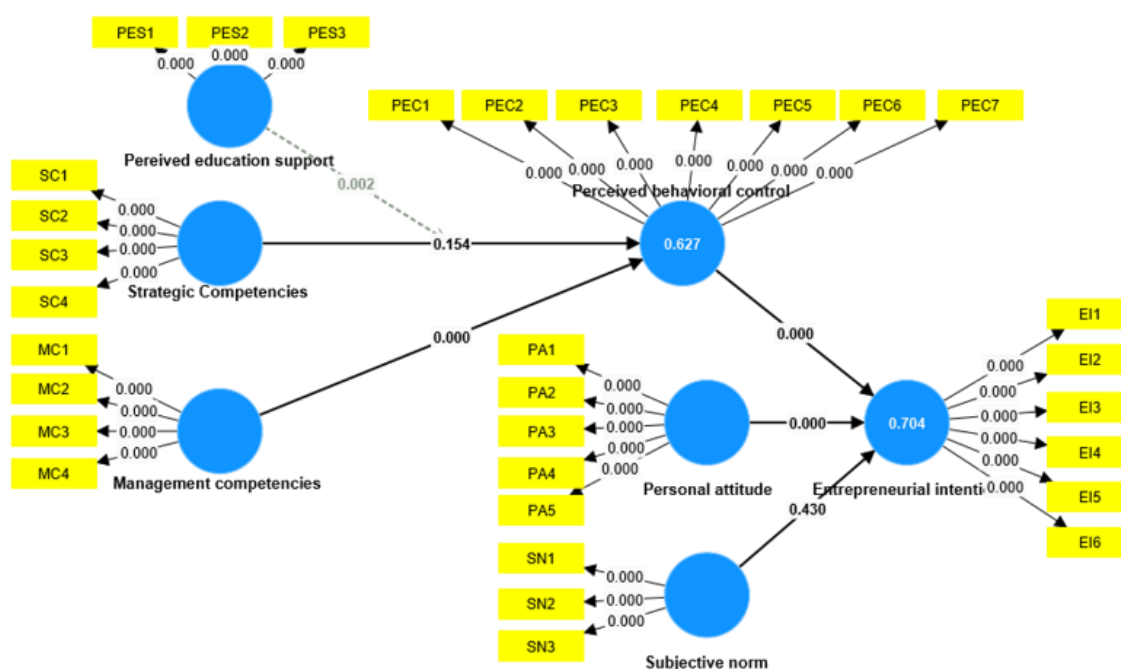 PES1
PES2
PES3
0.000
0.000
0.000
Pereived education support
0.002
PEC1
PEC2
PEC3
PEC4
PEC5
PEC6
PEC7
0.000
0.000
0.000
0.000
0.000
0.000
0.000
Perceived behavioral control
0.627
SC1
SC2
SC3
SC4
0.000
0.000
0.000
0.000
Strategic Competencies
0.154
MC1
MC2
MC3
MC4
0.000
0.000
0.000
0.000
Management competencies
0.000
0.000
PA1
PA2
PA3
PA4
PA5
0.000
0.000
0.000
0.000
0.000
Personal attitude
0.000
0.704
Entrepreneurial intenti
EI1
EI2
EI3
EI4
EI5
EI6
0.000
0.000
0.000
0.000
0.000
0.000
0.430
SN1
SN2
SN3
0.000
0.000
0.000
Subjective norm